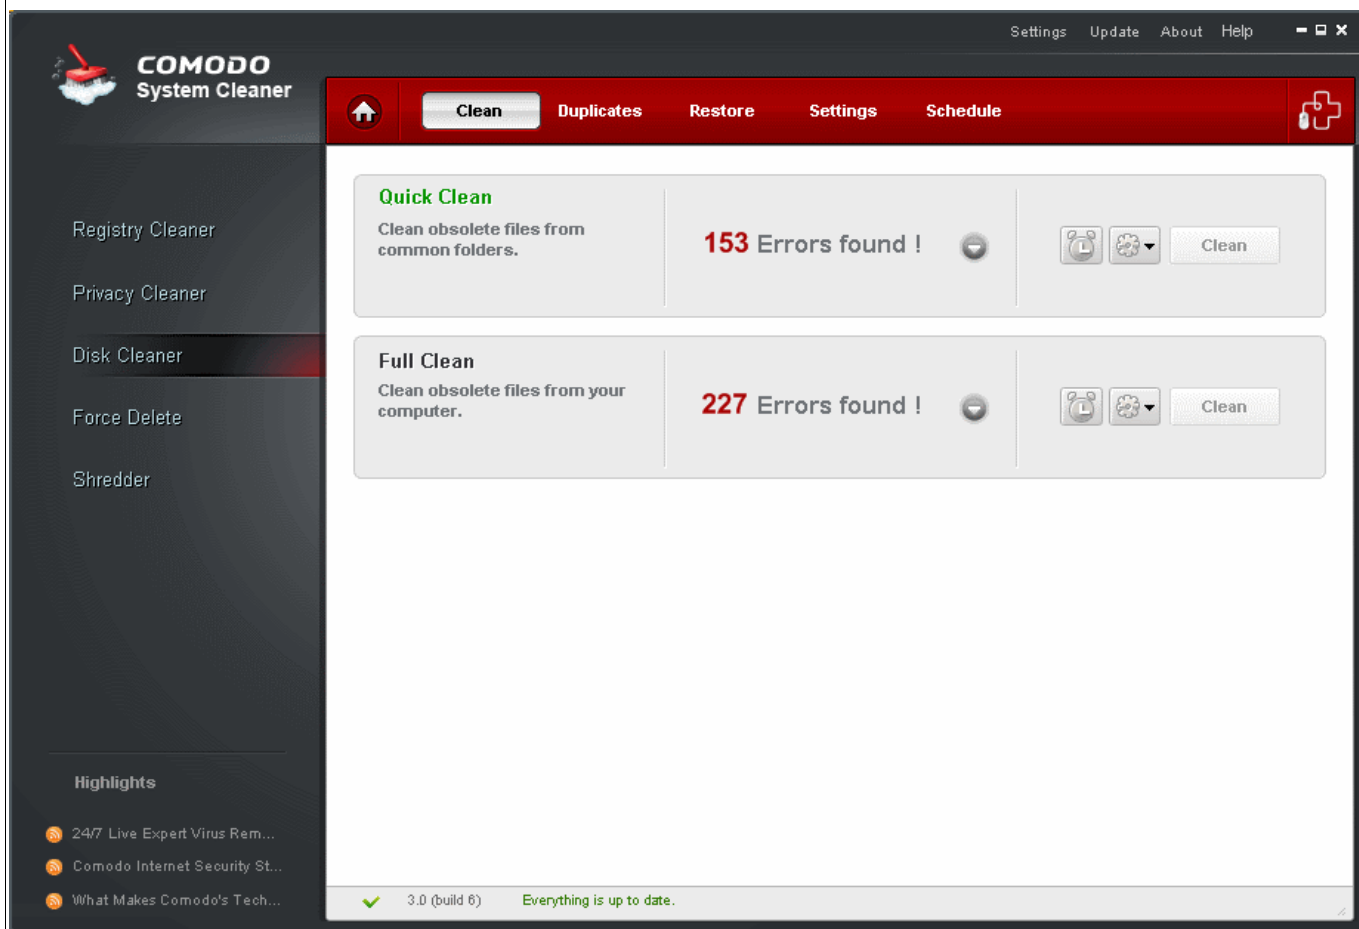 Settings Update About Help
COMODO
System Cleaner
Clean Duplicates Restore Settings Schedule
Registry Cleaner
Privacy Cleaner
Disk Cleaner
Force Delete
Shredder
Quick Clean
Clean obsolete files from
common folders.
153 Errors found !
Clean
Full Clean
Clean obsolete files from your
computer.
227 Errors found !
Clean
Highlights
24/7 Live Expert Virus Rem...
Comodo Internet Security St...
What Makes Comodo's Tech...
3.0 (build 6) Everything is up to date.